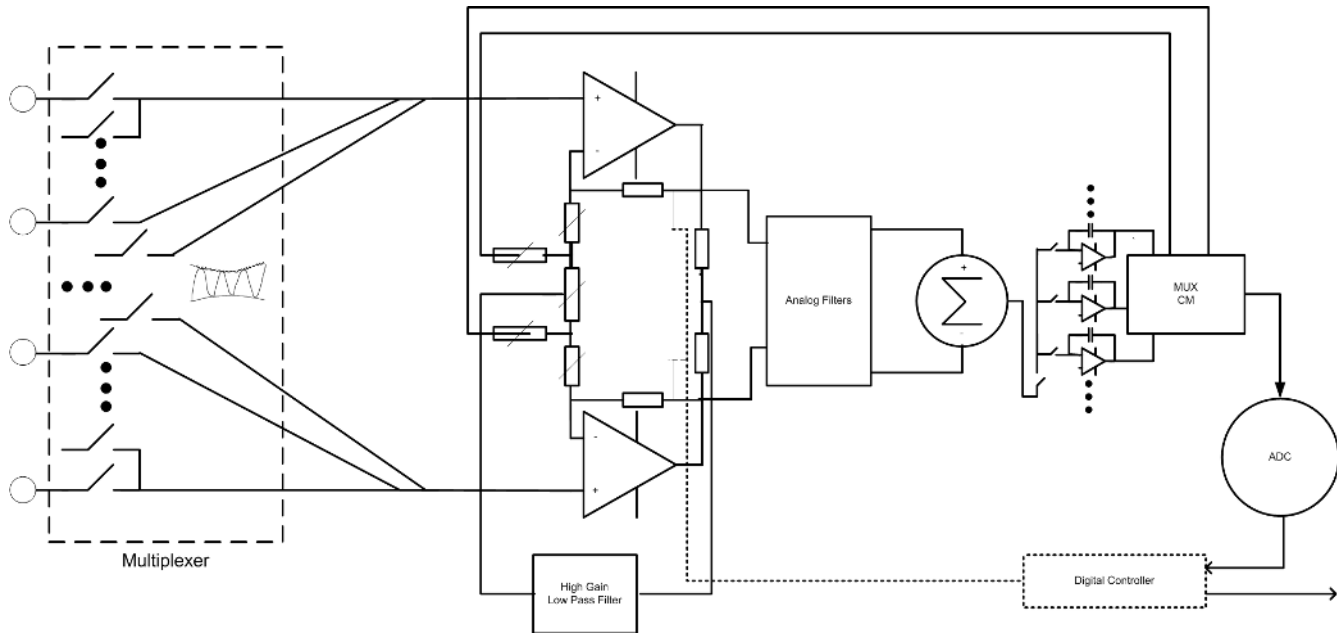 +
-
Analog Filters
+
-
MUX
CM
-
+
ADC
Multiplexer
High Gain
Low Pass Filter
Digital Controller